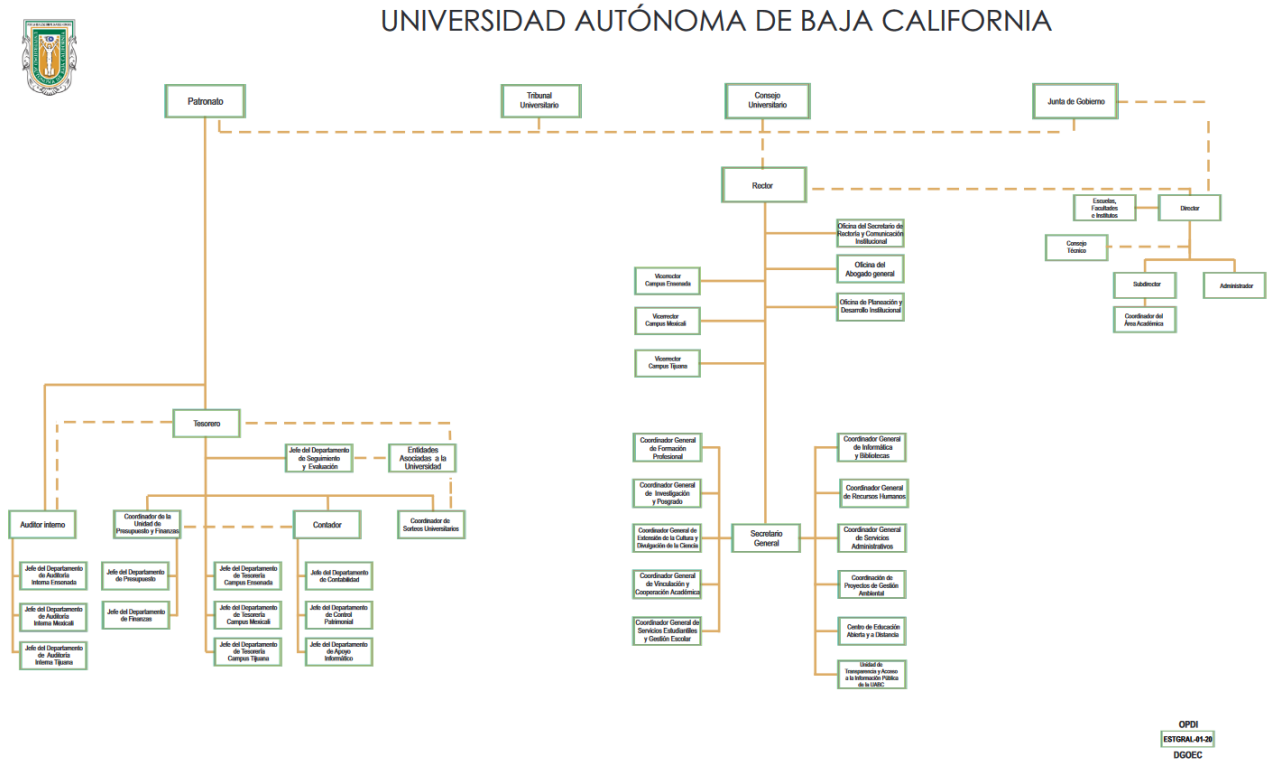 UNIVERSIDAD AUTÓNOMA DE BAJA CALIFORNIA
Patronato
Tribunal
Universitario
Consejo
Universitario
Junta de Gobierno
Rector
Escuelas,
Facultades
e Institutos
Director
Oficina del Secretario de
Rectoría y Comunicación
Institucional
Consejo
Técnico
Oficina del
Abogado general
Vicerrector
Campus Ensenada
Subdirector
Administrador
Oficina de Planeación y
Desarrollo Institucional
Vicerrector
Campus Mexicali
Coordinador del
Área Académica
Vicerrector
Campus Tijuana
Tesorero
Jefe del Departamento
de Seguimiento
y Evaluación
Entidades
Asociadas a la
Universidad
Coordinador General
de Formación
Profesional
Coordinador General
de Informática
y Bibliotecas
Coordinador General
de Investigación
y Posgrado
Coordinador General
de Recursos Humanos
Auditor interno
Coordinador de la
Unidad de
Presupuesto y Finanzas
Contador
Coordinador de
Sorteos Universitarios
Coordinador General de
Extensión de la Cultura y
Divulgación de la Ciencia
Secretario
General
Coordinador General
de Servicios
Administrativos
Jefe del Departamento
de Auditoría
Interna Ensenada
Jefe del Departamento
de Presupuesto
Jefe del Departamento
de Tesorería
Campus Ensenada
Jefe del Departamento
de Contabilidad
Coordinador General
de Vinculación y
Cooperación Académica
Coordinación de
Proyectos de Gestión
Ambiental
Jefe del Departamento
de Auditoría
Interna Mexicali
Jefe del Departamento
de Finanzas
Jefe del Departamento
de Tesorería
Campus Mexicali
Jefe del Departamento
de Control
Patrimonial
Coordinador General de
Servicios Estudiantiles
y Gestión Escolar
Centro de Educación
Abierta y a Distancia
Jefe del Departamento
de Auditoría
Interna Tijuana
Jefe del Departamento
de Tesorería
Campus Tijuana
Jefe del Departamento
de Apoyo
Informático
Unidad de
Transparencia y Acceso
a la Información Pública
de la UABC
OPDI
ESTGRAL-01-20
DGOEC